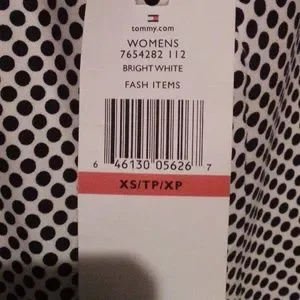 tommy.com
WOMENS
7654282 112
BRIGHT WHITE
FASH ITEMS
6 46130 05626 7
XS/TP/XP